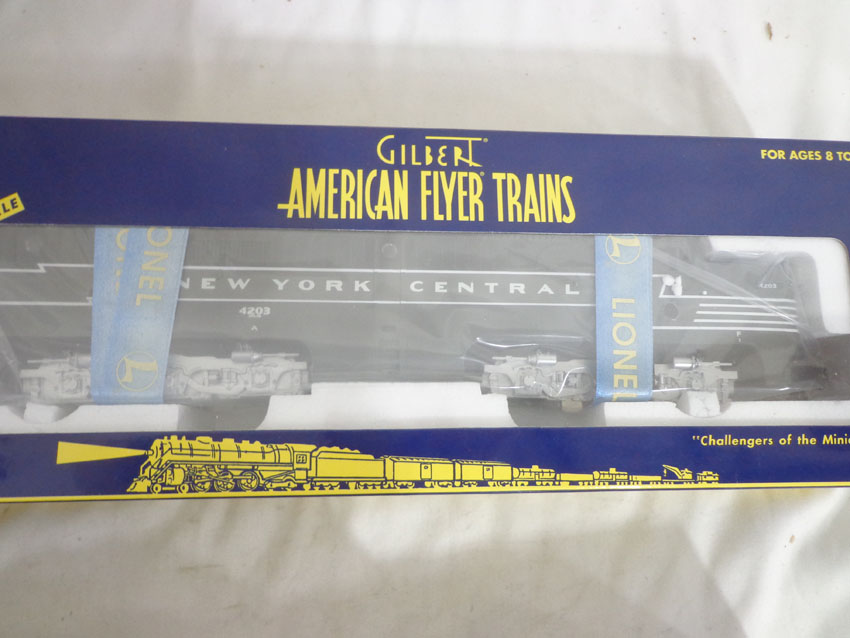 GILBERT
AMERICAN FLYER TRAINS
FOR AGES 8 TO
LIONEL
NEW YORK CENTRAL
4203
A
LIONEL
4203
"Challengers of the Mini